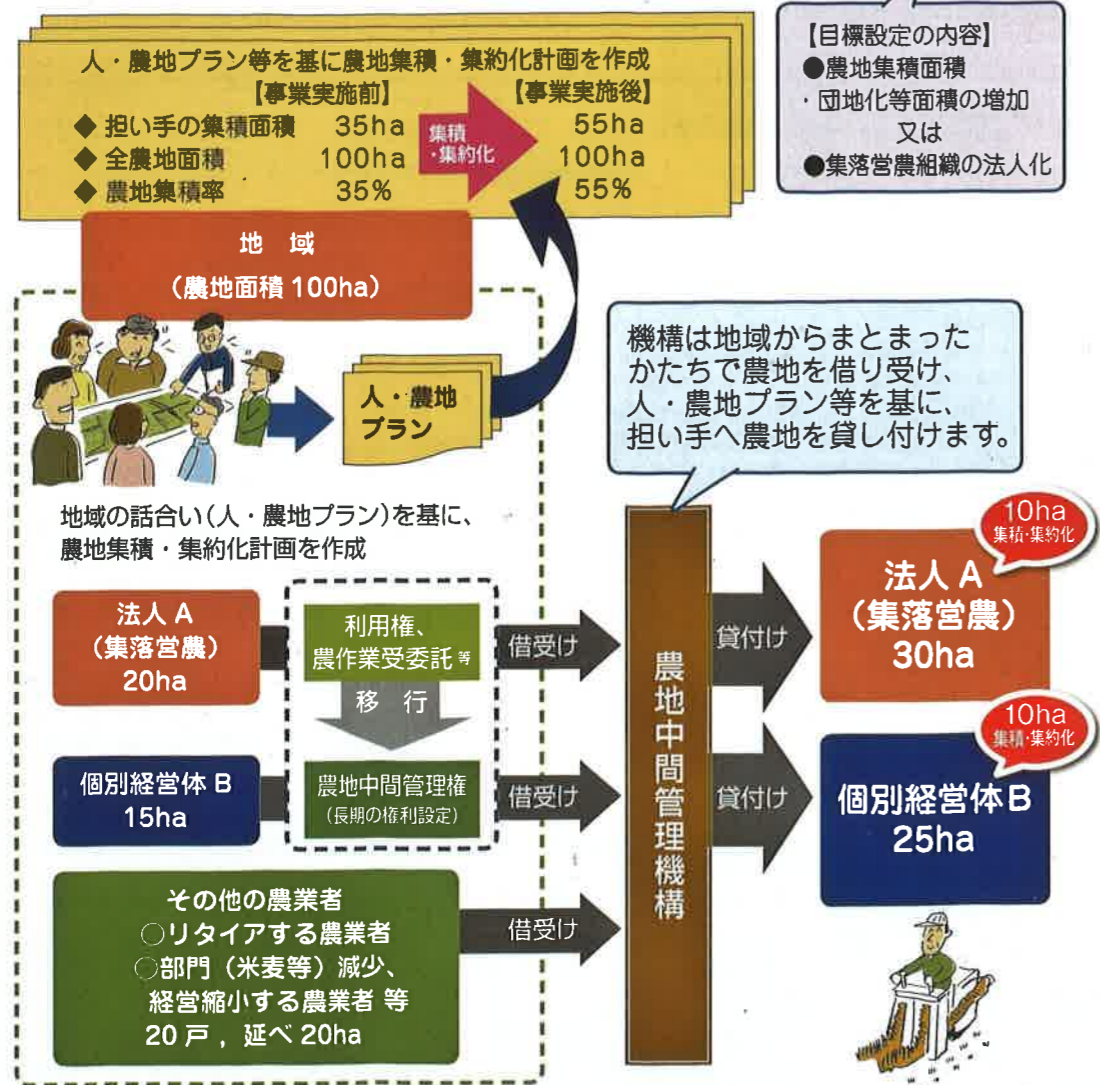 人・農地プラン等を基に農地集積・集約化計画を作成
【事業実施前】 【事業実施後】
◆ 担い手の集積面積 35ha 55ha
◆ 全農地面積 100ha 100ha
◆ 農地集積率 35% 55%
集積
・集約化
【目標設定の内容】
●農地集積面積
・団地化等面積の増加
又は
●集落営農組織の法人化
地 域
(農地面積 100ha)
人・農地
プラン
機構は地域からまとまった
かたちで農地を借り受け、
人・農地プラン等を基に、
担い手へ農地を貸し付けます。
地域の話合い(人・農地プラン)を基に、
農地集積・集約化計画を作成
法人 A
(集落営農)
20ha
利用権、
農作業受委託 等
移 行
借受け
農地中間管理機構
貸付け
10ha
集積・集約化
法人 A
(集落営農)
30ha
個別経営体 B
15ha
農地中間管理権
(長期の権利設定)
借受け
貸付け
10ha
集積・集約化
個別経営体 B
25ha
その他の農業者
○リタイアする農業者
○部門(米麦等)減少、
経営縮小する農業者 等
20 戸 , 延べ 20ha
借受け